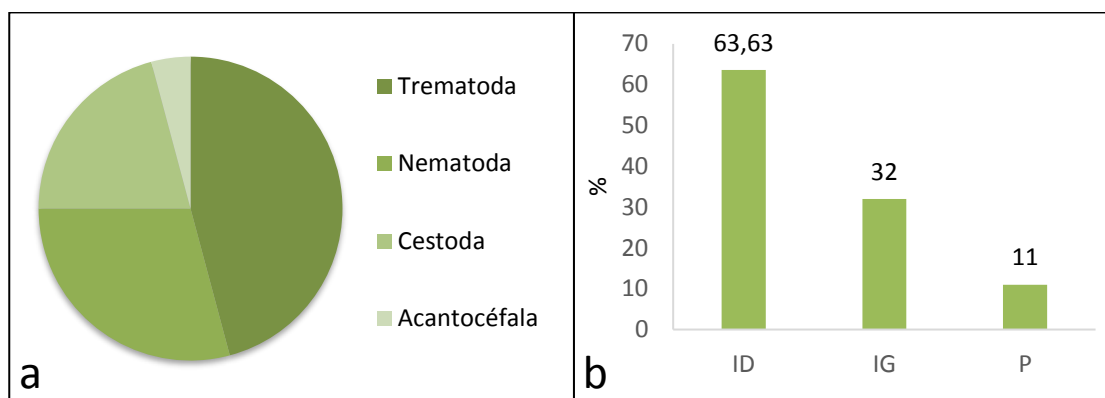 Trematoda
Nematoda
Cestoda
Acantocéfala
a
70
60
50
40
30
20
10
0
%
63,63
32
11
ID
IG
P
b